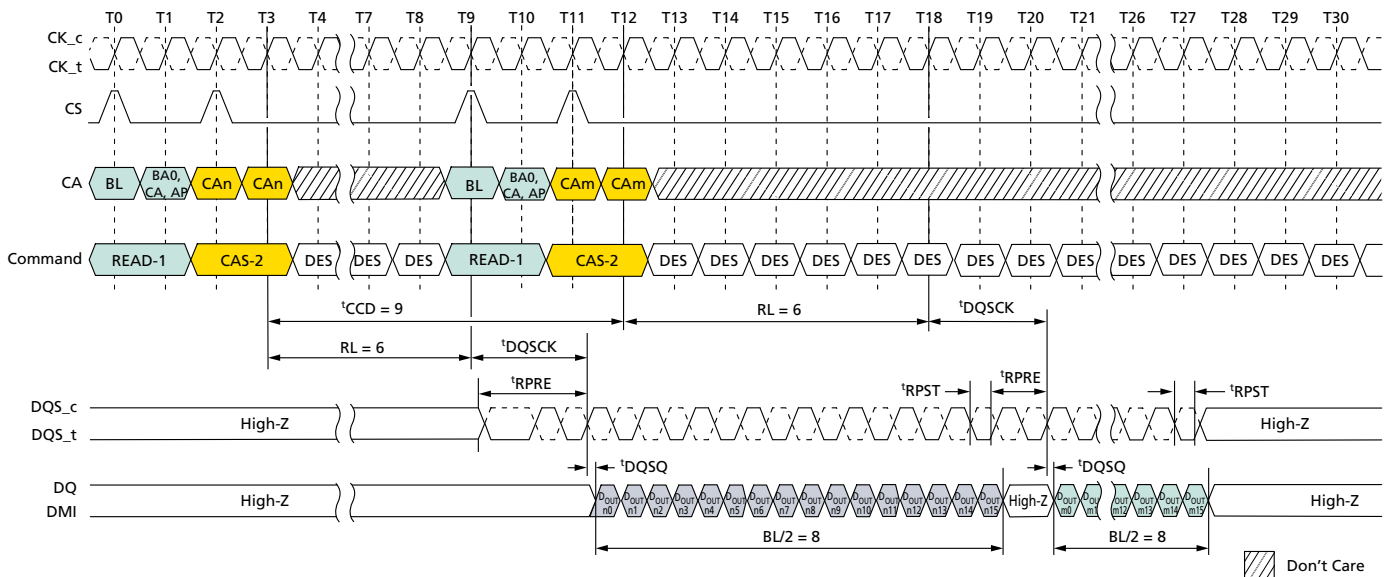 T0 T1 T2 T3 T4 T7 T8 T9 T10 T11 T12 T13 T14 T15 T16 T17 T18 T19 T20 T21 T26 T27 T28 T29 T30
CK_c
CK_t
CS
CA BL BA0, CA, AP CAn CAn BL BA0, CA, AP CAm CAm
Command READ-1 CAS-2 DES DES DES READ-1 CAS-2 DES DES DES DES DES DES DES DES DES DES DES DES DES DES
tCCD = 9 RL = 6 tDQSCK
RL = 6 tDQSCK
tRPRE tRPST tRPRE tRPST
DQS_c
High-Z High-Z
DQS_t
tDQSQ tDQSQ
DQ
High-Z DOUT n0 DOUT n1 DOUT n2 DOUT n3 DOUT n4 DOUT n5 DOUT n6 DOUT n7 DOUT n8 DOUT n9 DOUT n10 DOUT n11 DOUT n12 DOUT n13 DOUT n14 DOUT n15 High-Z DOUT m0 DOUT m1 DOUT m12 DOUT m13 DOUT m14 DOUT m15 High-Z
DMI
BL/2 = 8 BL/2 = 8
Don't Care